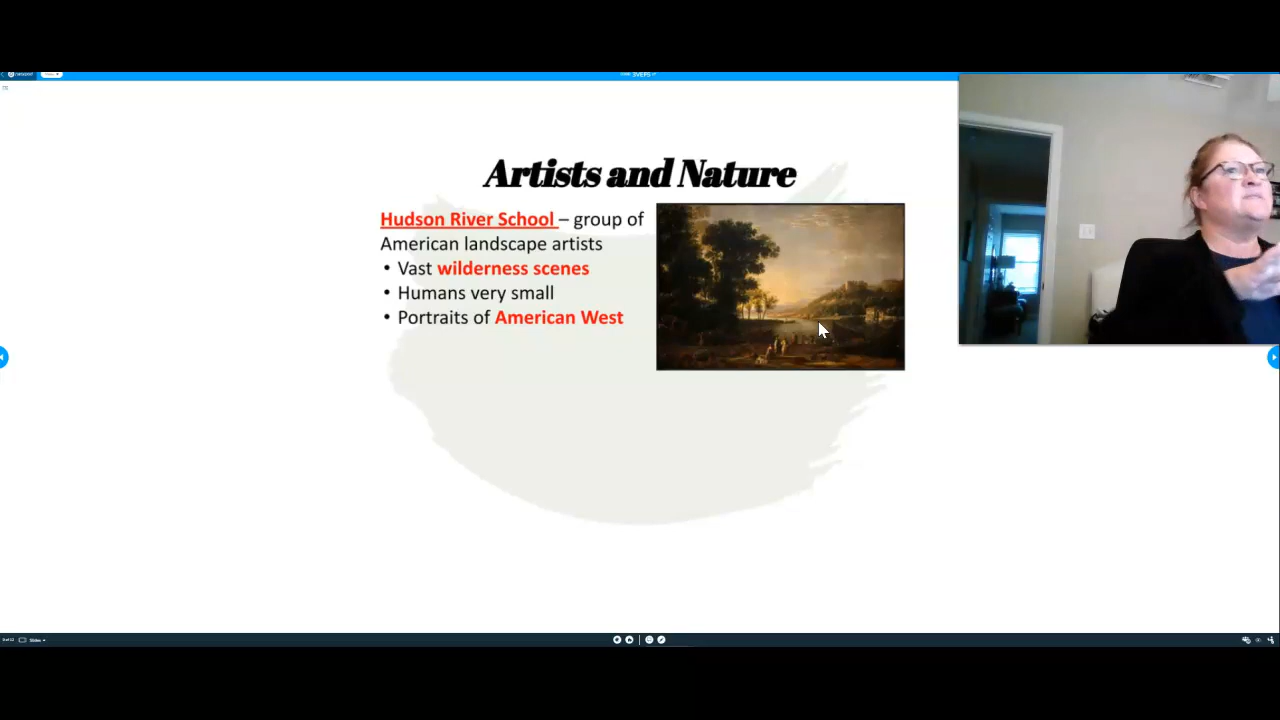 Artists and Nature
Hudson River School – group of
American landscape artists
• Vast wilderness scenes
• Humans very small
• Portraits of American West
Slides